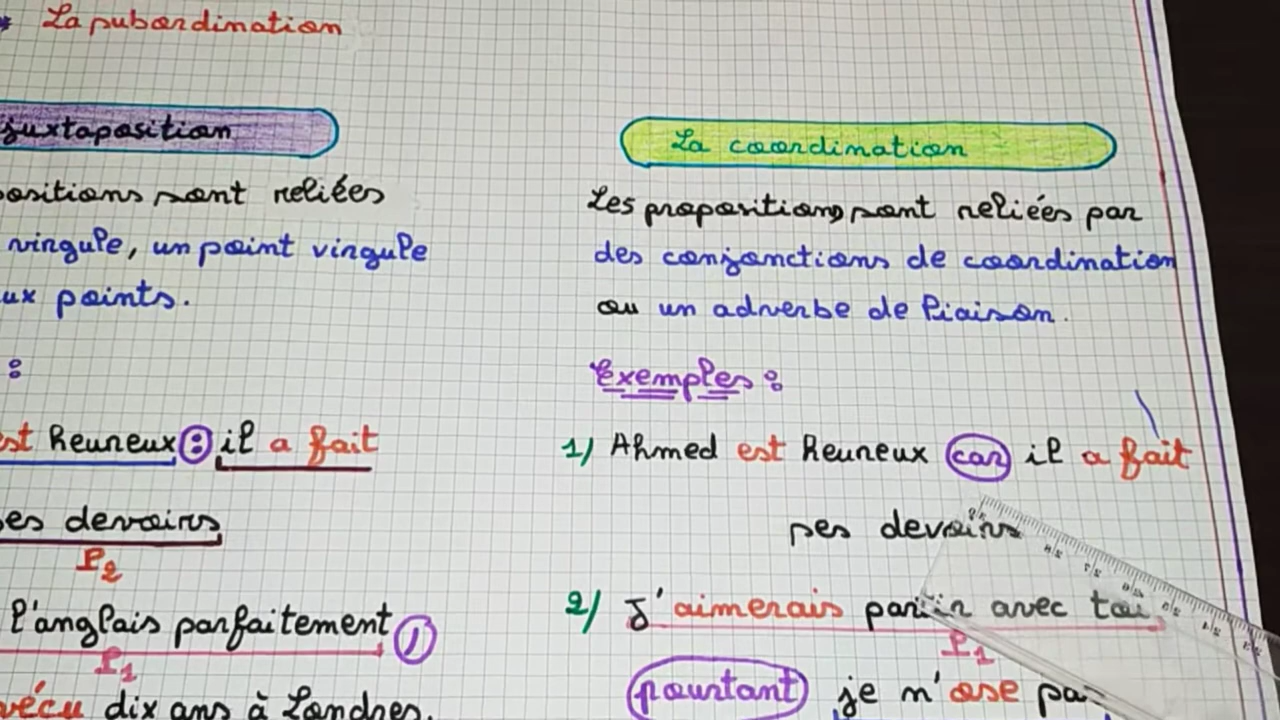 * La subordination
juxtaposition
positions sont reliées
virgule, un point virgule
ux points.
:
est heureux : il a fait
es devoirs
P2
l'anglais parfaitement ,
P1
vécu dix ans à Londres.
La coordination
Les propositions sont reliées par
des conjonctions de coordination
ou un adverbe de liaison.
Exemples :
1) Ahmed est heureux car il a fait
ses devoirs
2) J'aimerais partir avec toi
P1
pourtant je n'ose pas